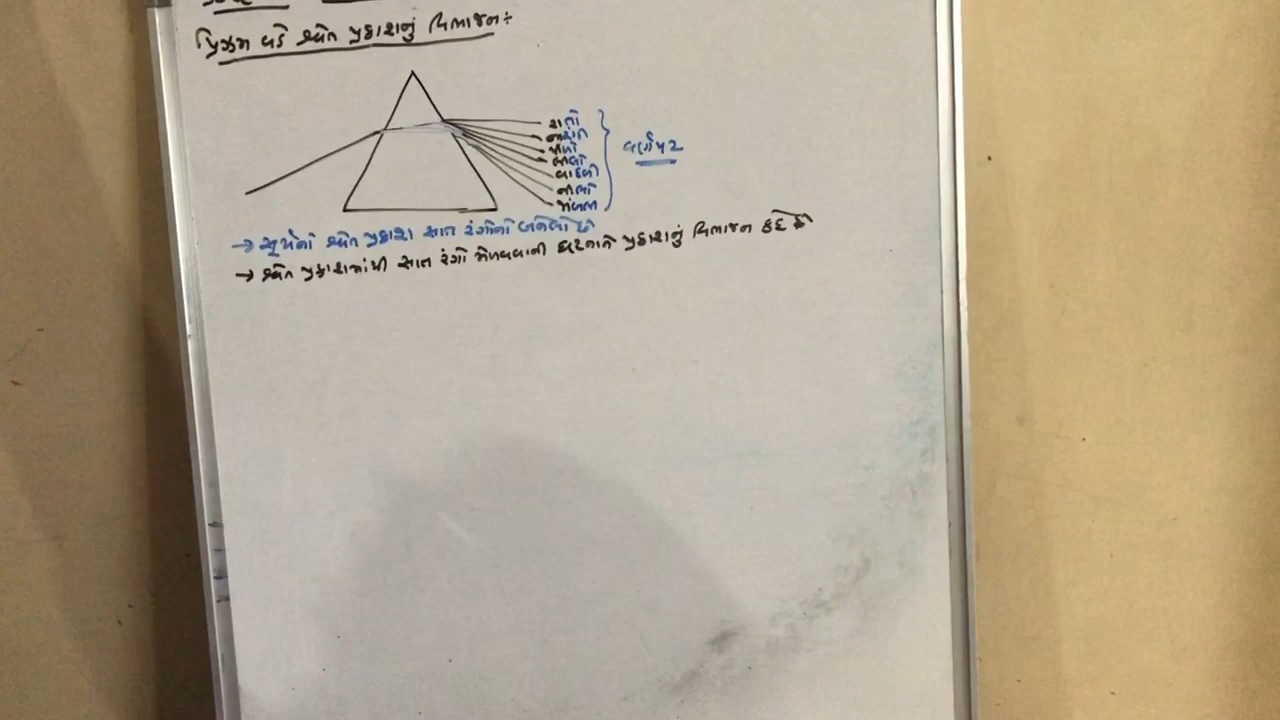 પ્રિઝમ વડે શ્વેત પ્રકાશનું વિભાજન:
રાતો
નારંગી
પીળો
લીલો
વાદળી
નીલો
જાંબલી
વર્ણપટ
→ સૂર્યનો શ્વેત પ્રકાશ સાત રંગોનો બનેલો છે
→ શ્વેત પ્રકાશમાંથી સાત રંગો મેળવવાની ઘટનાને પ્રકાશનું વિભાજન કહે છે